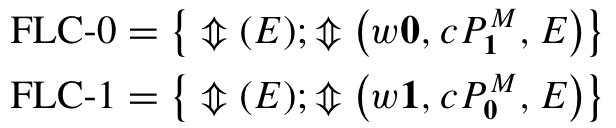 FLC-0 = { ⇕ (E); ⇕ (w0, cP₁ᴹ, E)}
FLC-1 = { ⇕ (E); ⇕ (w1, cP₀ᴹ, E)}